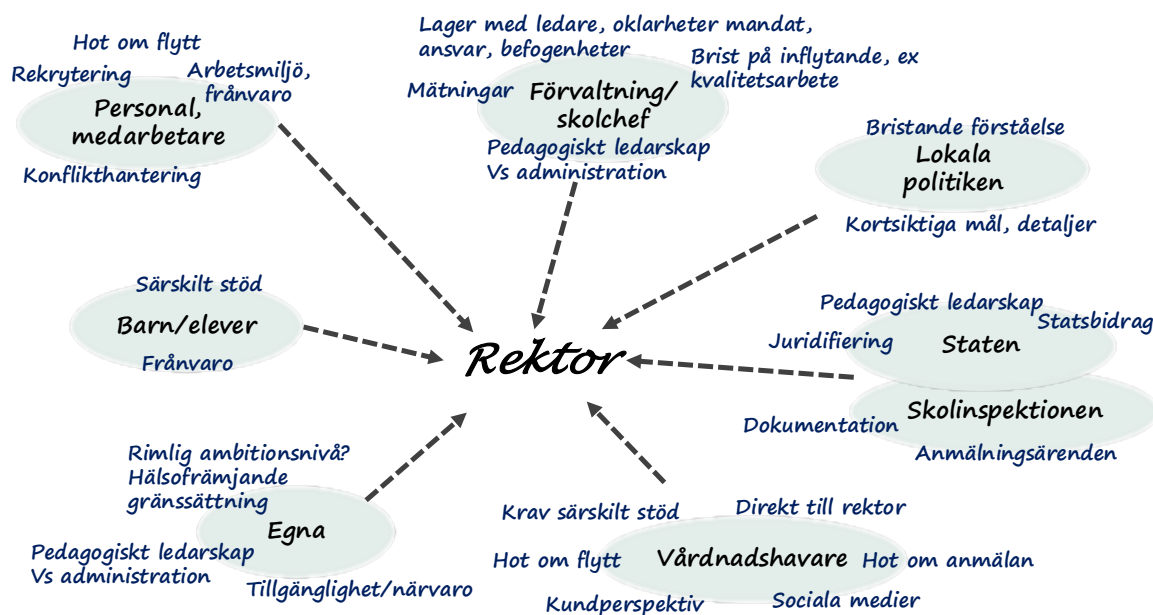 Hot om flytt
Rekrytering
Arbetsmiljö,
frånvaro
Personal,
medarbetare
Konflikthantering
Lager med ledare, oklarheter mandat,
ansvar, befogenheter
Brist på inflytande, ex
kvalitetsarbete
Mätningar
Förvaltning/
skolchef
Pedagogiskt ledarskap
Vs administration
Bristande förståelse
Lokala
politiken
Kortsiktiga mål, detaljer
Särskilt stöd
Barn/elever
Frånvaro
Rektor
Pedagogiskt ledarskap
Statsbidrag
Juridifiering
Staten
Skolinspektionen
Dokumentation
Anmälningsärenden
Rimlig ambitionsnivå?
Hälsofrämjande
gränssättning
Egna
Pedagogiskt ledarskap
Vs administration
Tillgänglighet/närvaro
Krav särskilt stöd
Direkt till rektor
Hot om flytt
Vårdnadshavare
Hot om anmälan
Kundperspektiv
Sociala medier